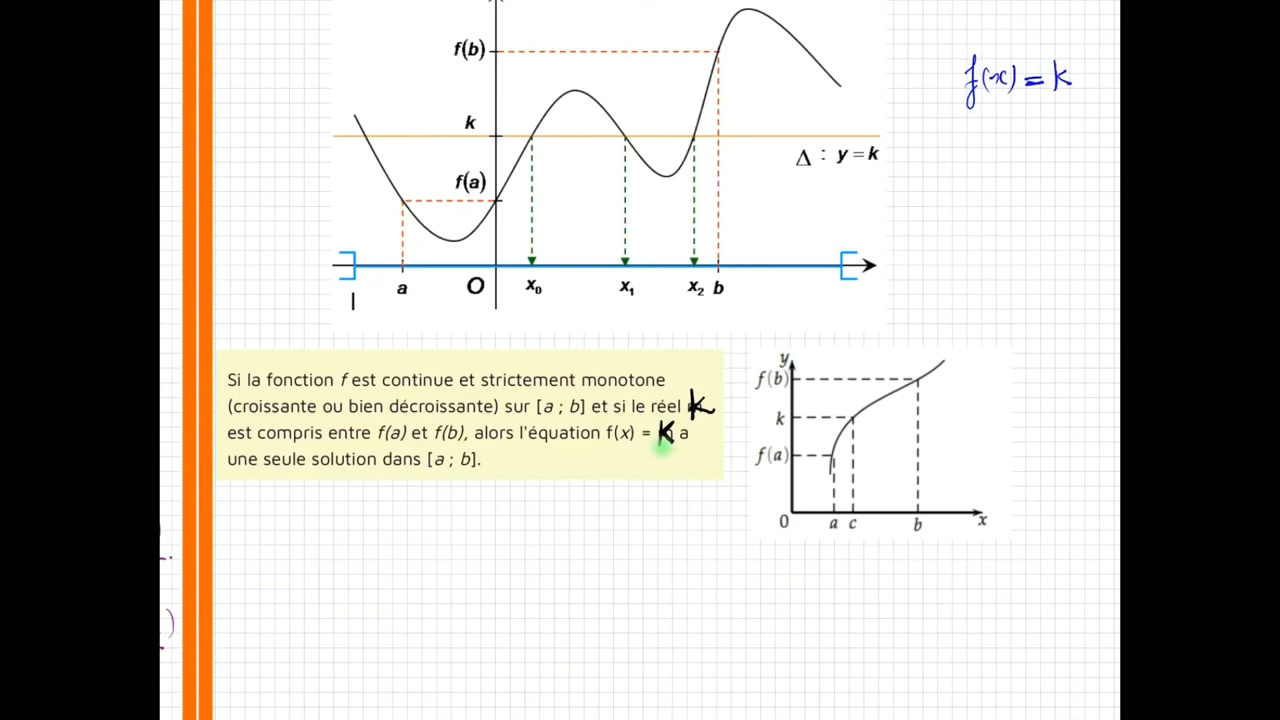 f(b)
f(x) = k
k
Δ : y = k
f(a)
a O x₀ x₁ x₂ b
I
Si la fonction f est continue et strictement monotone
(croissante ou bien décroissante) sur [a ; b] et si le réel k
est compris entre f(a) et f(b), alors l'équation f(x) = k a
une seule solution dans [a ; b].
y
f(b)
k
f(a)
0 a c b x
)